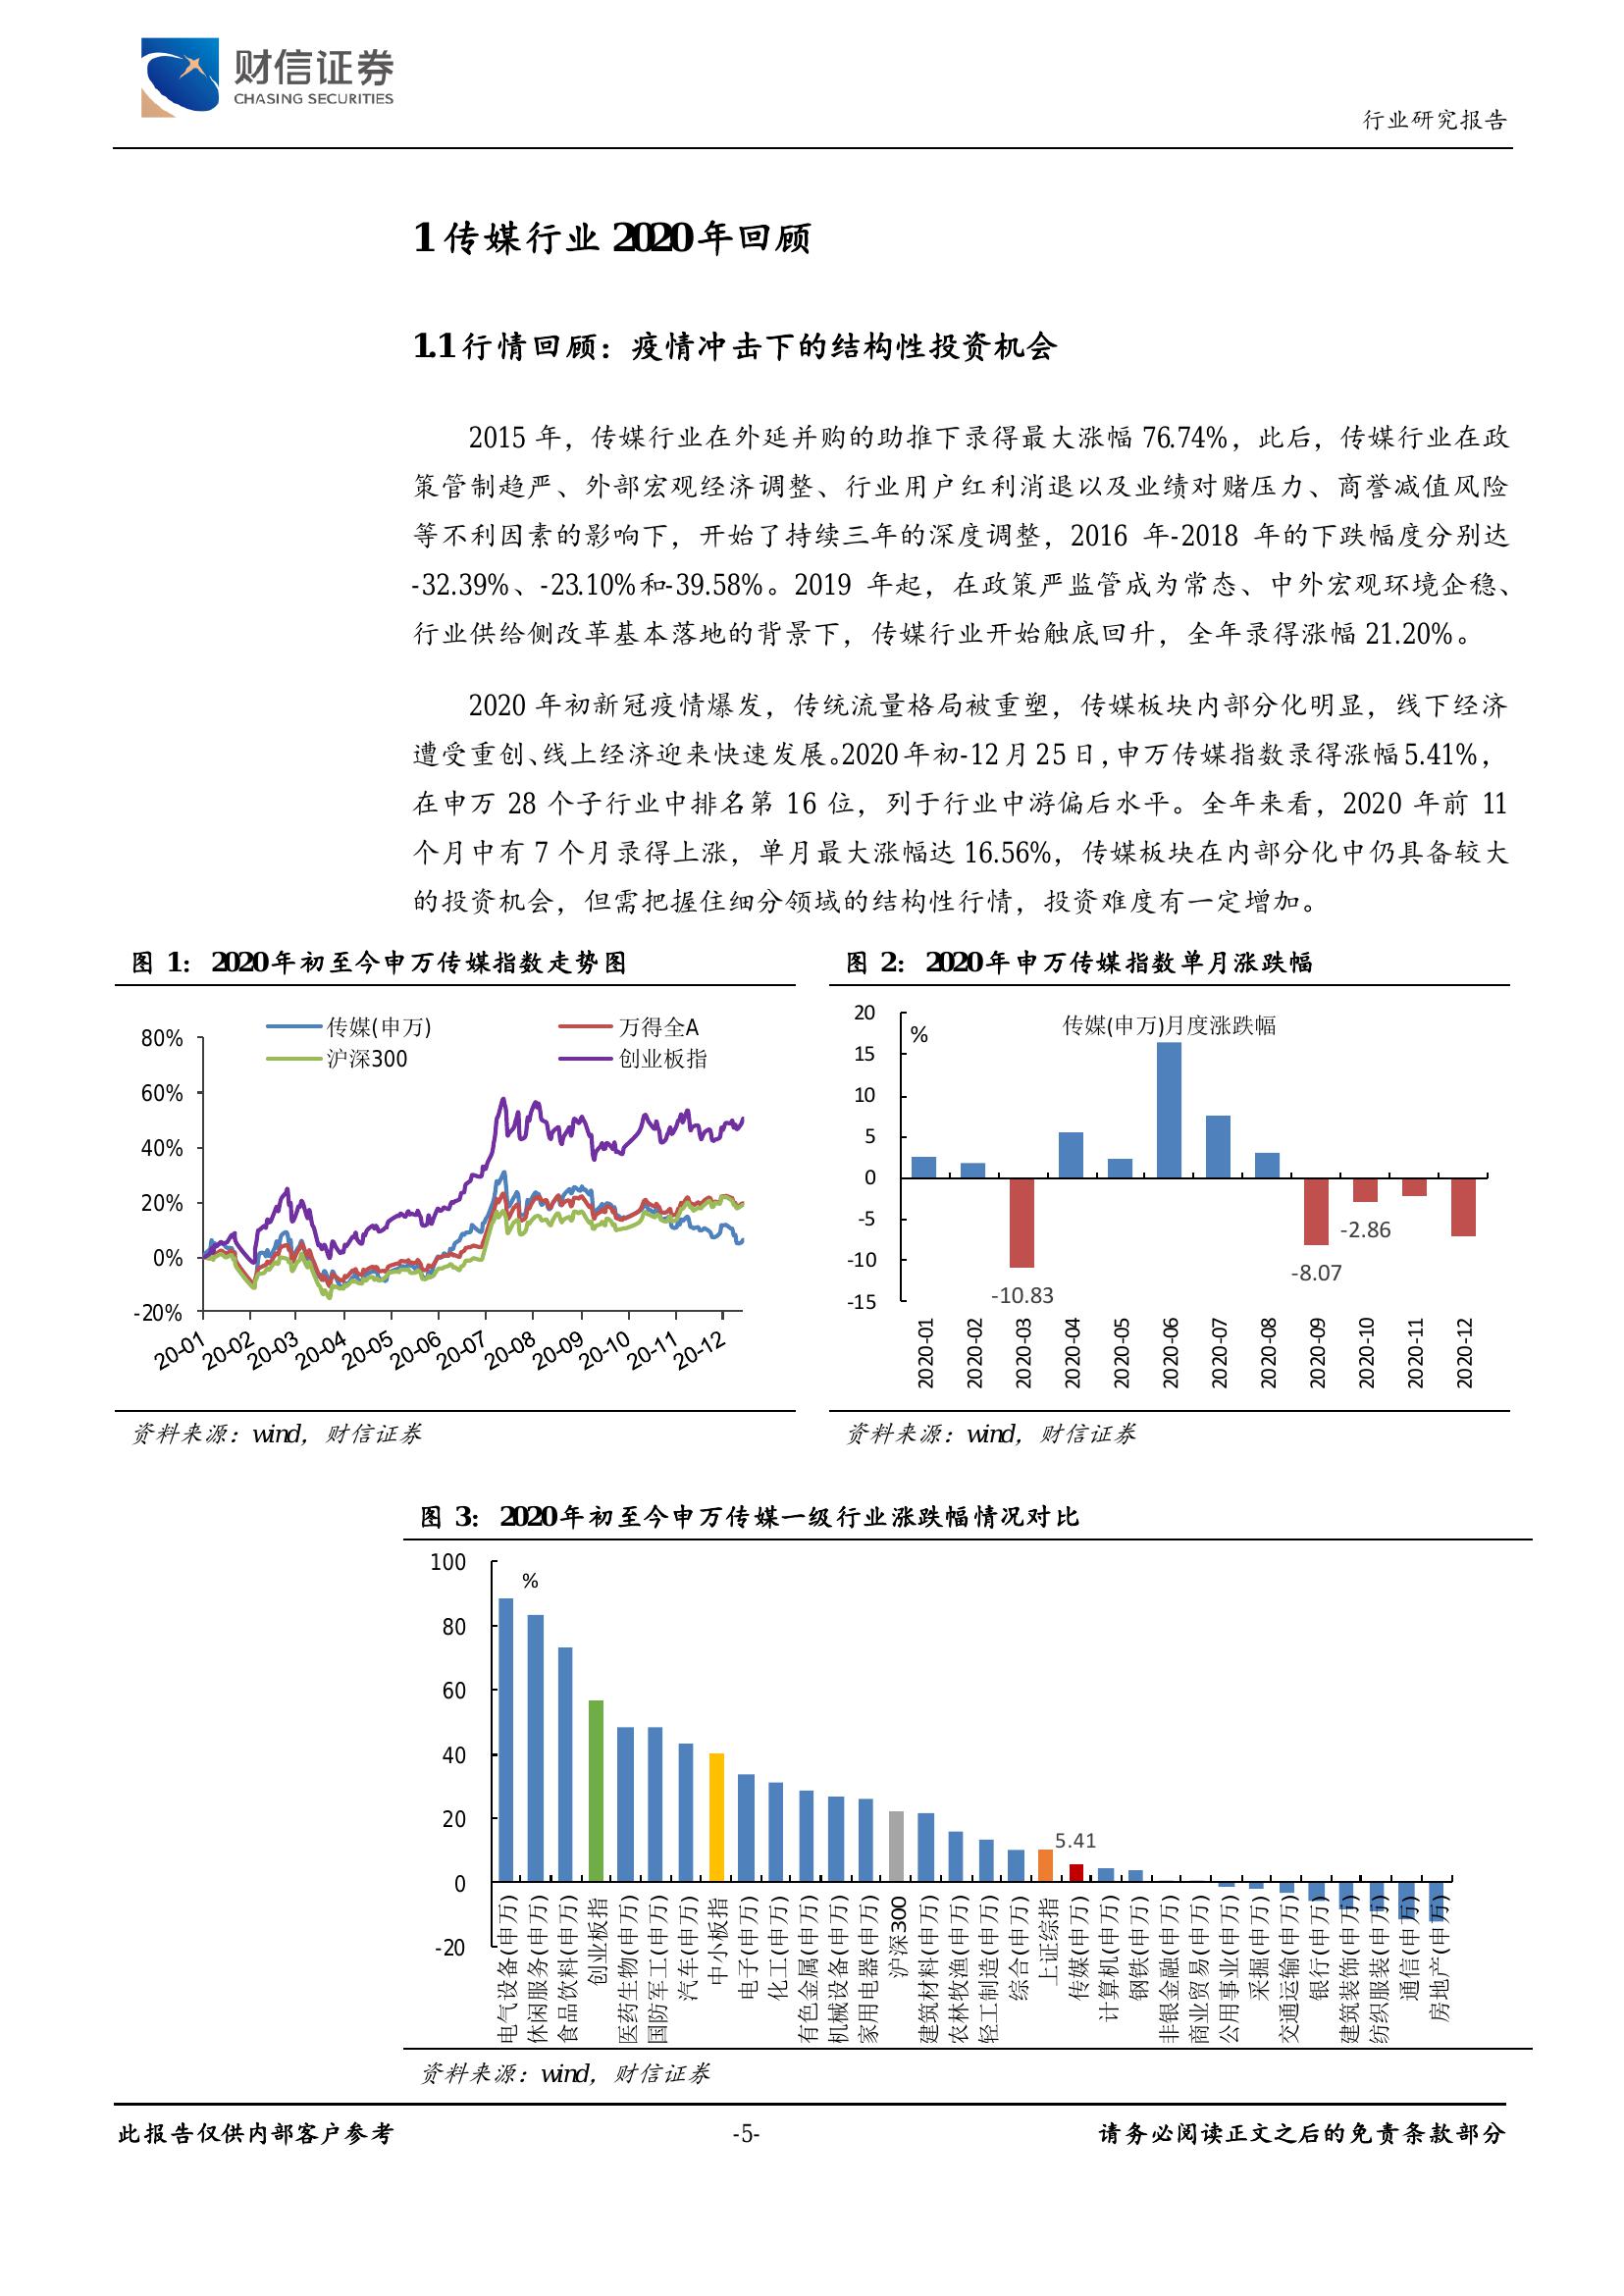 财信证券
CHASING SECURITIES
行业研究报告
1 传媒行业 2020 年回顾
1.1 行情回顾：疫情冲击下的结构性投资机会
2015 年，传媒行业在外延并购的助推下录得最大涨幅 76.74%，此后，传媒行业在政
策管制趋严、外部宏观经济调整、行业用户红利消退以及业绩对赌压力、商誉减值风险
等不利因素的影响下，开始了持续三年的深度调整，2016 年-2018 年的下跌幅度分别达
-32.39%、-23.10%和-39.58%。2019 年起，在政策严监管成为常态、中外宏观环境企稳、
行业供给侧改革基本落地的背景下，传媒行业开始触底回升，全年录得涨幅 21.20%。
2020 年初新冠疫情爆发，传统流量格局被重塑，传媒板块内部分化明显，线下经济
遭受重创、线上经济迎来快速发展。2020 年初-12 月 25 日，申万传媒指数录得涨幅 5.41%，
在申万 28 个子行业中排名第 16 位，列于行业中游偏后水平。全年来看，2020 年前 11
个月中有 7 个月录得上涨，单月最大涨幅达 16.56%，传媒板块在内部分化中仍具备较大
的投资机会，但需把握住细分领域的结构性行情，投资难度有一定增加。
图 1： 2020 年初至今申万传媒指数走势图
传媒(申万)
万得全A
沪深300
创业板指
80%
60%
40%
20%
0%
-20%
20-01
20-02
20-03
20-04
20-05
20-06
20-07
20-08
20-09
20-10
20-11
20-12
资料来源：wind，财信证券
图 2： 2020 年申万传媒指数单月涨跌幅
%
传媒(申万)月度涨跌幅
20
15
10
5
0
-5
-10
-15
-10.83
-8.07
-2.86
2020-01
2020-02
2020-03
2020-04
2020-05
2020-06
2020-07
2020-08
2020-09
2020-10
2020-11
2020-12
资料来源：wind，财信证券
图 3： 2020 年初至今申万传媒一级行业涨跌幅情况对比
%
100
80
60
40
20
0
-20
5.41
电气设备(申万)
休闲服务(申万)
食品饮料(申万)
创业板指
医药生物(申万)
国防军工(申万)
汽车(申万)
中小板指
电子(申万)
化工(申万)
有色金属(申万)
机械设备(申万)
家用电器(申万)
沪深300
建筑材料(申万)
农林牧渔(申万)
轻工制造(申万)
综合(申万)
上证综指
传媒(申万)
计算机(申万)
钢铁(申万)
非银金融(申万)
商业贸易(申万)
公用事业(申万)
采掘(申万)
交通运输(申万)
银行(申万)
建筑装饰(申万)
纺织服装(申万)
通信(申万)
房地产(申万)
资料来源：wind，财信证券
此报告仅供内部客户参考
-5-
请务必阅读正文之后的免责条款部分